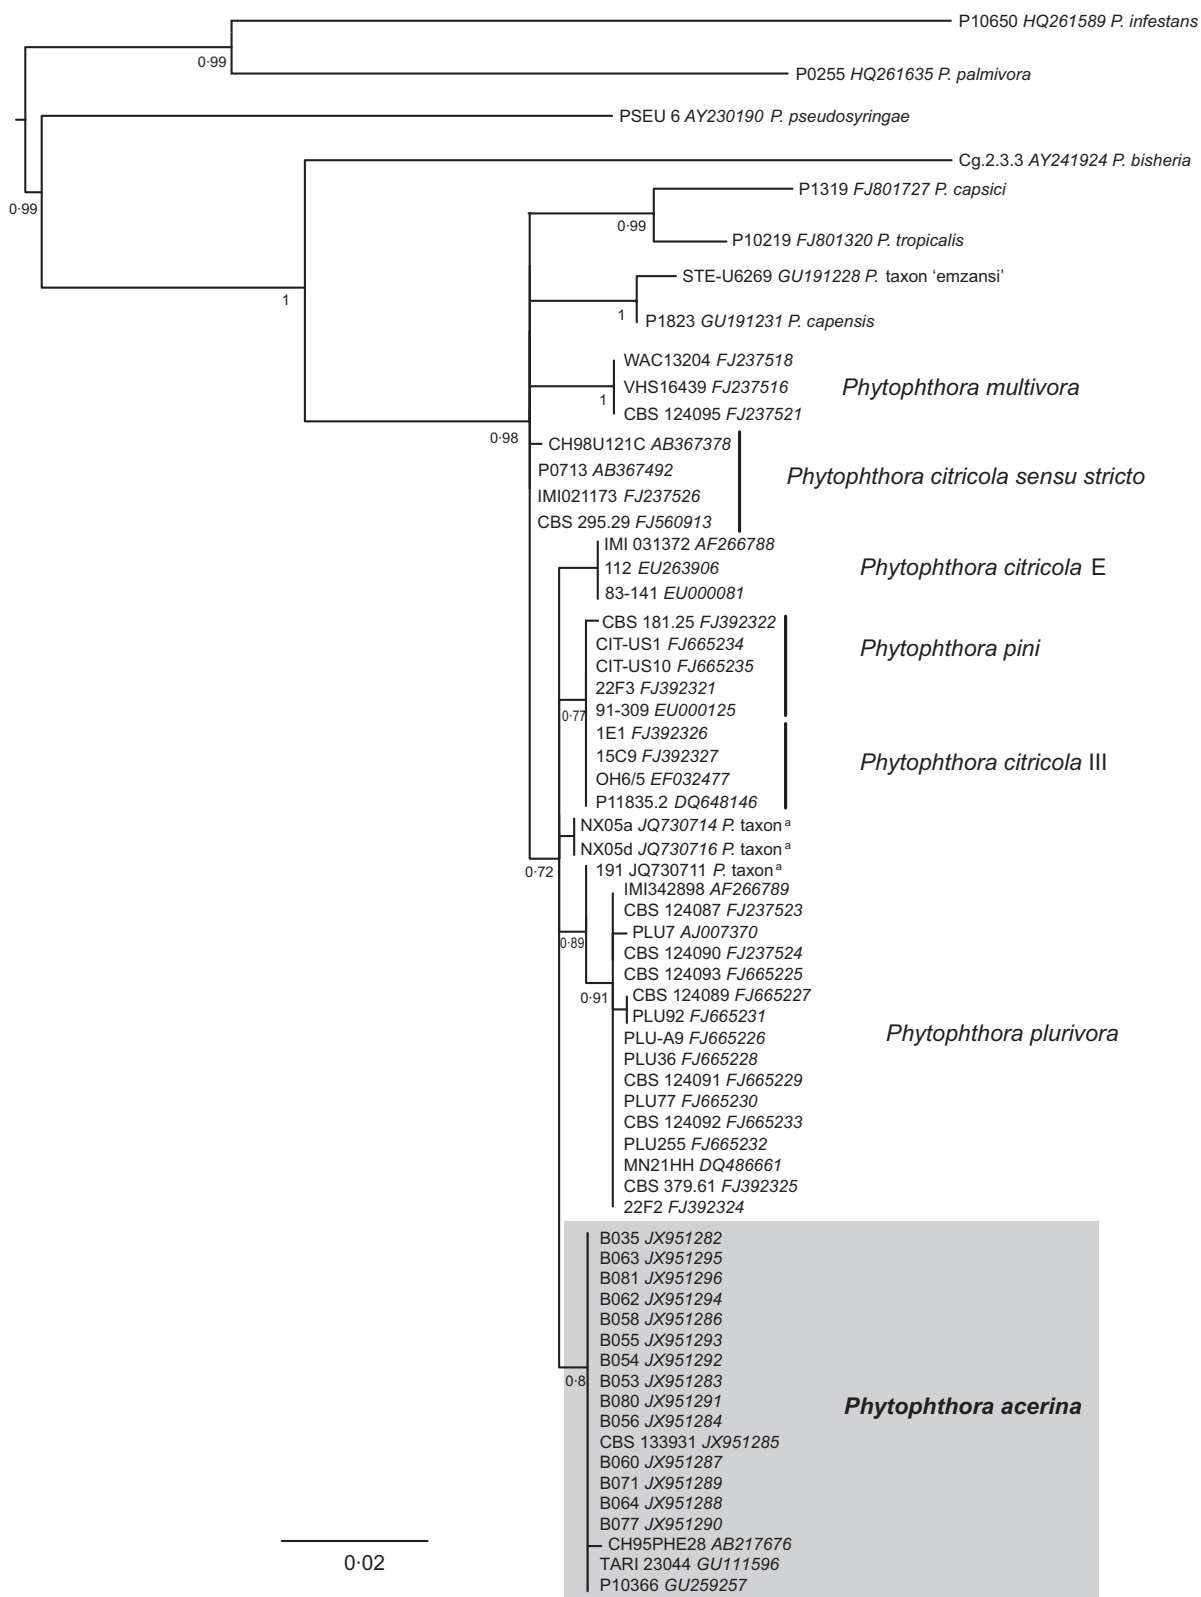 P10650 HQ261589 P. infestans
0·99
P0255 HQ261635 P. palmivora
PSEU 6 AY230190 P. pseudosyringae
Cg.2.3.3 AY241924 P. bisheria
P1319 FJ801727 P. capsici
0·99
0·99
P10219 FJ801320 P. tropicalis
STE-U6269 GU191228 P. taxon ‘emzansi’
1
1
P1823 GU191231 P. capensis
WAC13204 FJ237518
VHS16439 FJ237516
Phytophthora multivora
1
CBS 124095 FJ237521
0·98
CH98U121C AB367378
P0713 AB367492
Phytophthora citricola sensu stricto
IMI021173 FJ237526
CBS 295.29 FJ560913
IMI 031372 AF266788
112 EU263906
Phytophthora citricola E
83-141 EU000081
CBS 181.25 FJ392322
CIT-US1 FJ665234
Phytophthora pini
CIT-US10 FJ665235
22F3 FJ392321
0·77
91-309 EU000125
1E1 FJ392326
15C9 FJ392327
Phytophthora citricola III
OH6/5 EF032477
P11835.2 DQ648146
NX05a JQ730714 P. taxon a
NX05d JQ730716 P. taxon a
0·72
191 JQ730711 P. taxon a
IMI342898 AF266789
CBS 124087 FJ237523
PLU7 AJ007370
0·89
CBS 124090 FJ237524
CBS 124093 FJ665225
0·91
CBS 124089 FJ665227
PLU92 FJ665231
Phytophthora plurivora
PLU-A9 FJ665226
PLU36 FJ665228
CBS 124091 FJ665229
PLU77 FJ665230
CBS 124092 FJ665233
PLU255 FJ665232
MN21HH DQ486661
CBS 379.61 FJ392325
22F2 FJ392324
B035 JX951282
B063 JX951295
B081 JX951296
B062 JX951294
B058 JX951286
B055 JX951293
B054 JX951292
0·8
B053 JX951283
B080 JX951291
Phytophthora acerina
B056 JX951284
CBS 133931 JX951285
B060 JX951287
B071 JX951289
B064 JX951288
B077 JX951290
CH95PHE28 AB217676
TARI 23044 GU111596
P10366 GU259257
0·02